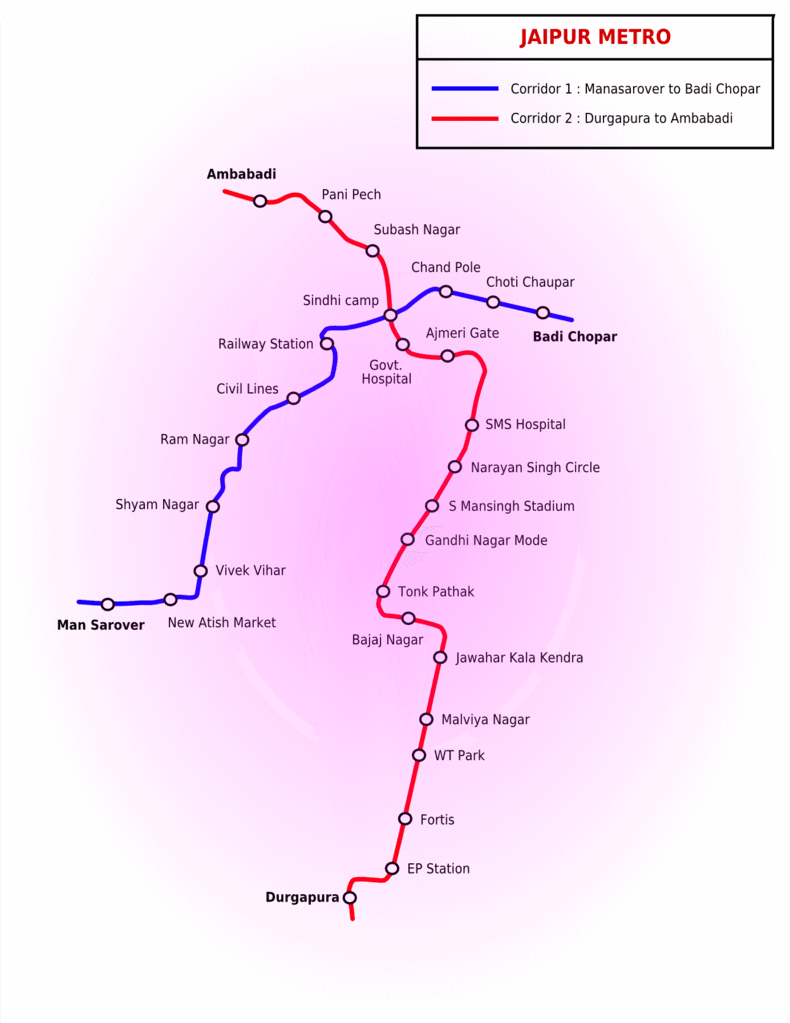 JAIPUR METRO
Corridor 1 : Manasarover to Badi Chopar
Corridor 2 : Durgapura to Ambabadi
Ambabadi
Pani Pech
Subash Nagar
Chand Pole
Choti Chaupar
Sindhi camp
Badi Chopar
Ajmeri Gate
Railway Station
Govt.
Hospital
Civil Lines
SMS Hospital
Ram Nagar
Narayan Singh Circle
Shyam Nagar
S Mansingh Stadium
Gandhi Nagar Mode
Vivek Vihar
Tonk Pathak
Man Sarover
New Atish Market
Bajaj Nagar
Jawahar Kala Kendra
Malviya Nagar
WT Park
Fortis
EP Station
Durgapura